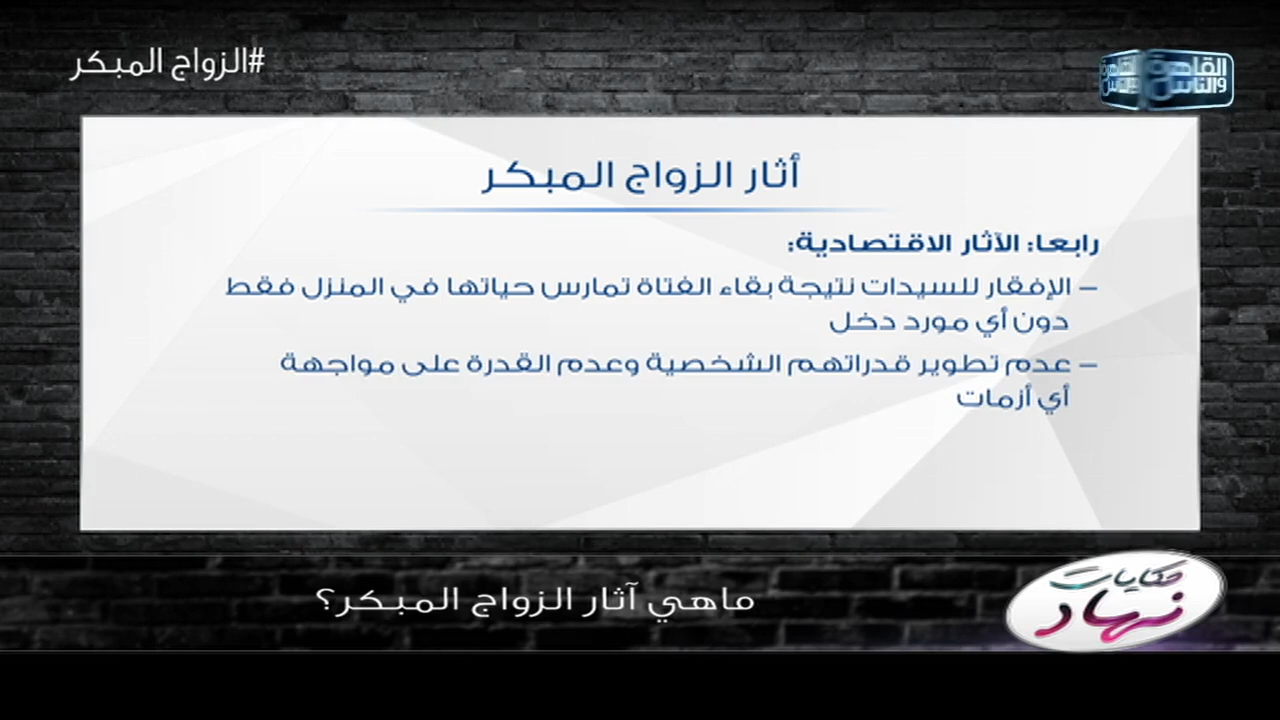 #الزواج المبكر
القاهرة
والناس
أثار الزواج المبكر
رابعا: الآثار الاقتصادية:
– الإفقار للسيدات نتيجة بقاء الفتاة تمارس حياتها في المنزل فقط
دون أي مورد دخل
– عدم تطوير قدراتهم الشخصية وعدم القدرة على مواجهة
أي أزمات
ماهي آثار الزواج المبكر؟
حكايات
نهاد